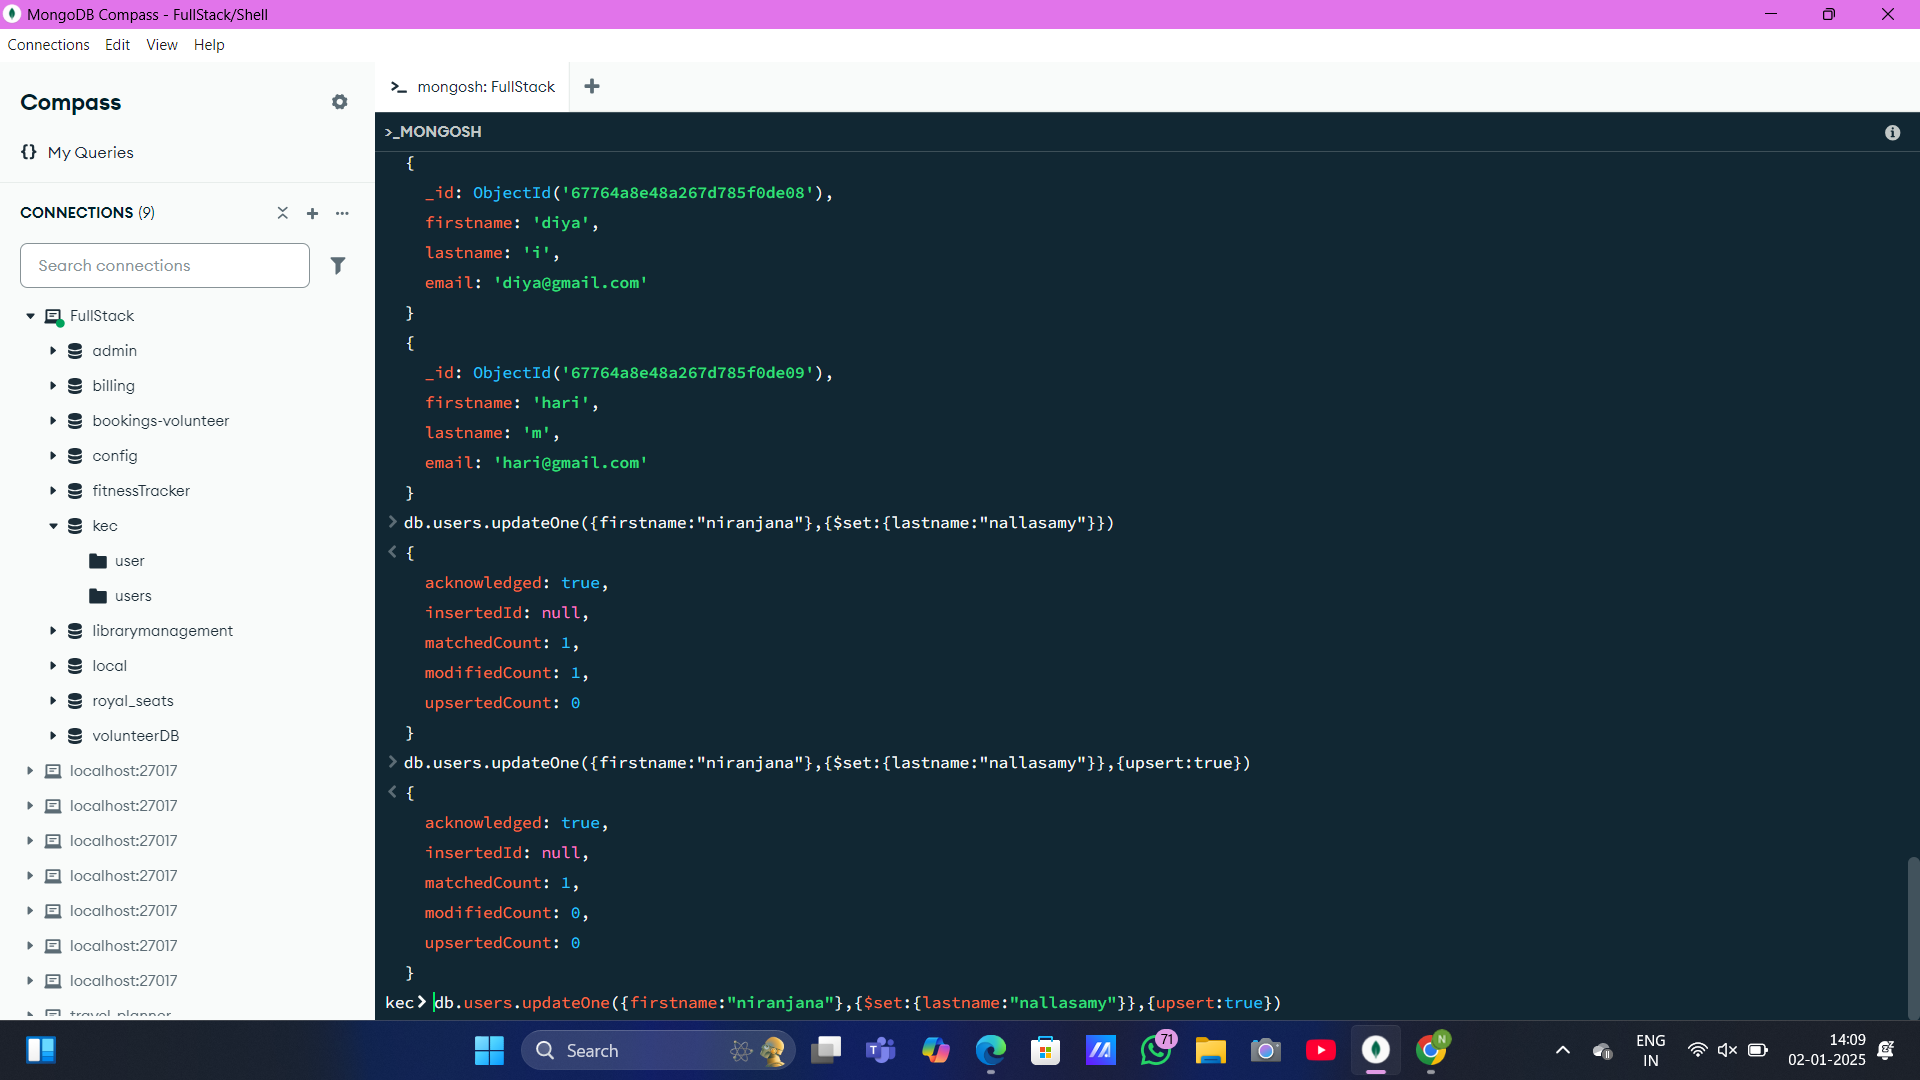 MongoDB Compass - FullStack/Shell
Connections Edit View Help
Compass
{} My Queries
CONNECTIONS (9)
Search connections
FullStack
admin
billing
bookings-volunteer
config
fitnessTracker
kec
user
users
librarymanagement
local
royal_seats
volunteerDB
localhost:27017
localhost:27017
localhost:27017
localhost:27017
localhost:27017
localhost:27017
localhost:27017
mongosh: FullStack
>_MONGOSH
{
_id: ObjectId('67764a8e48a267d785f0de08'),
firstname: 'diya',
lastname: 'i',
email: 'diya@gmail.com'
}
{
_id: ObjectId('67764a8e48a267d785f0de09'),
firstname: 'hari',
lastname: 'm',
email: 'hari@gmail.com'
}
> db.users.updateOne({firstname:"niranjana"},{$set:{lastname:"nallasamy"}})
< {
acknowledged: true,
insertedId: null,
matchedCount: 1,
modifiedCount: 1,
upsertedCount: 0
}
> db.users.updateOne({firstname:"niranjana"},{$set:{lastname:"nallasamy"}},{upsert:true})
< {
acknowledged: true,
insertedId: null,
matchedCount: 1,
modifiedCount: 0,
upsertedCount: 0
}
kec> db.users.updateOne({firstname:"niranjana"},{$set:{lastname:"nallasamy"}},{upsert:true})
Search
71
N
ENG
IN
14:09
02-01-2025